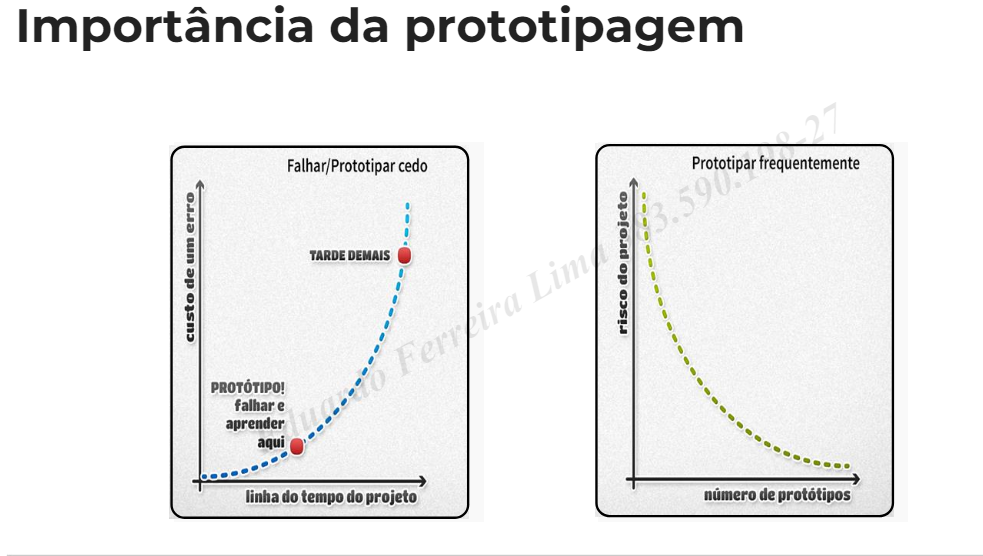 Importância da prototipagem
Falhar/Prototipar cedo
custo de um erro
TARDE DEMAIS
PROTÓTIPO!
falhar e
aprender
aqui
linha do tempo do projeto
Prototipar frequentemente
risco do projeto
número de protótipos
Eduardo Ferreira Lima